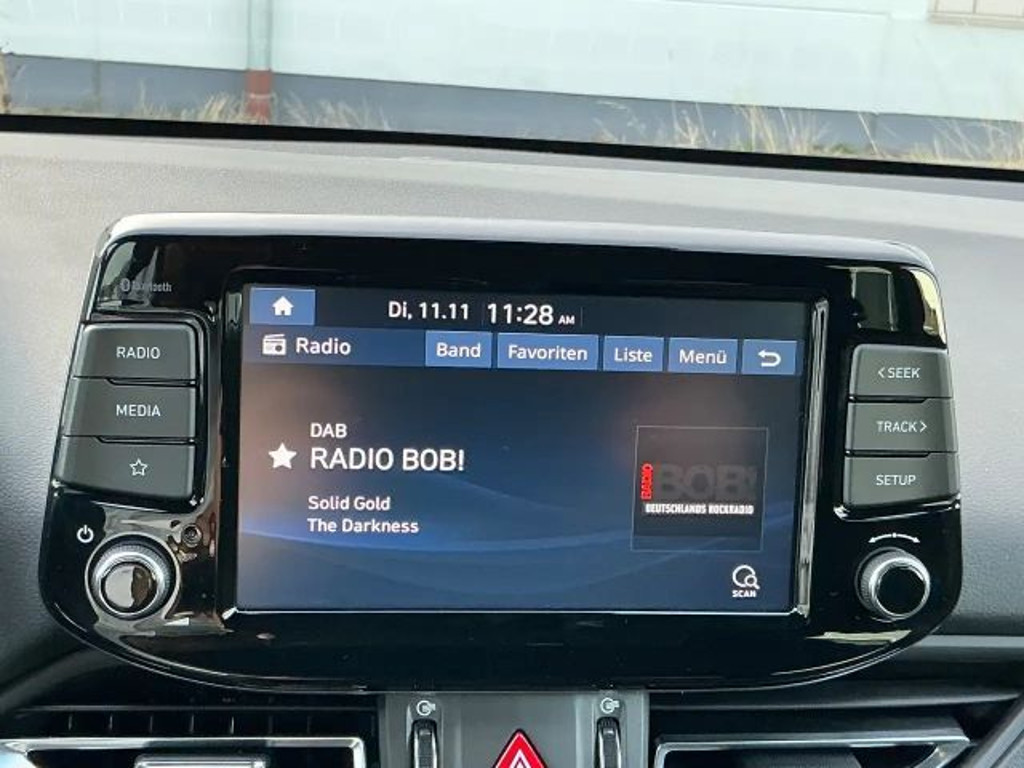 Bluetooth
Di, 11.11 11:28 AM
Radio Band Favoriten Liste Menü
RADIO
MEDIA
< SEEK
TRACK >
SETUP
DAB
RADIO BOB!
Solid Gold
The Darkness
RADIO BOB!
DEUTSCHLANDS ROCKRADIO
SCAN